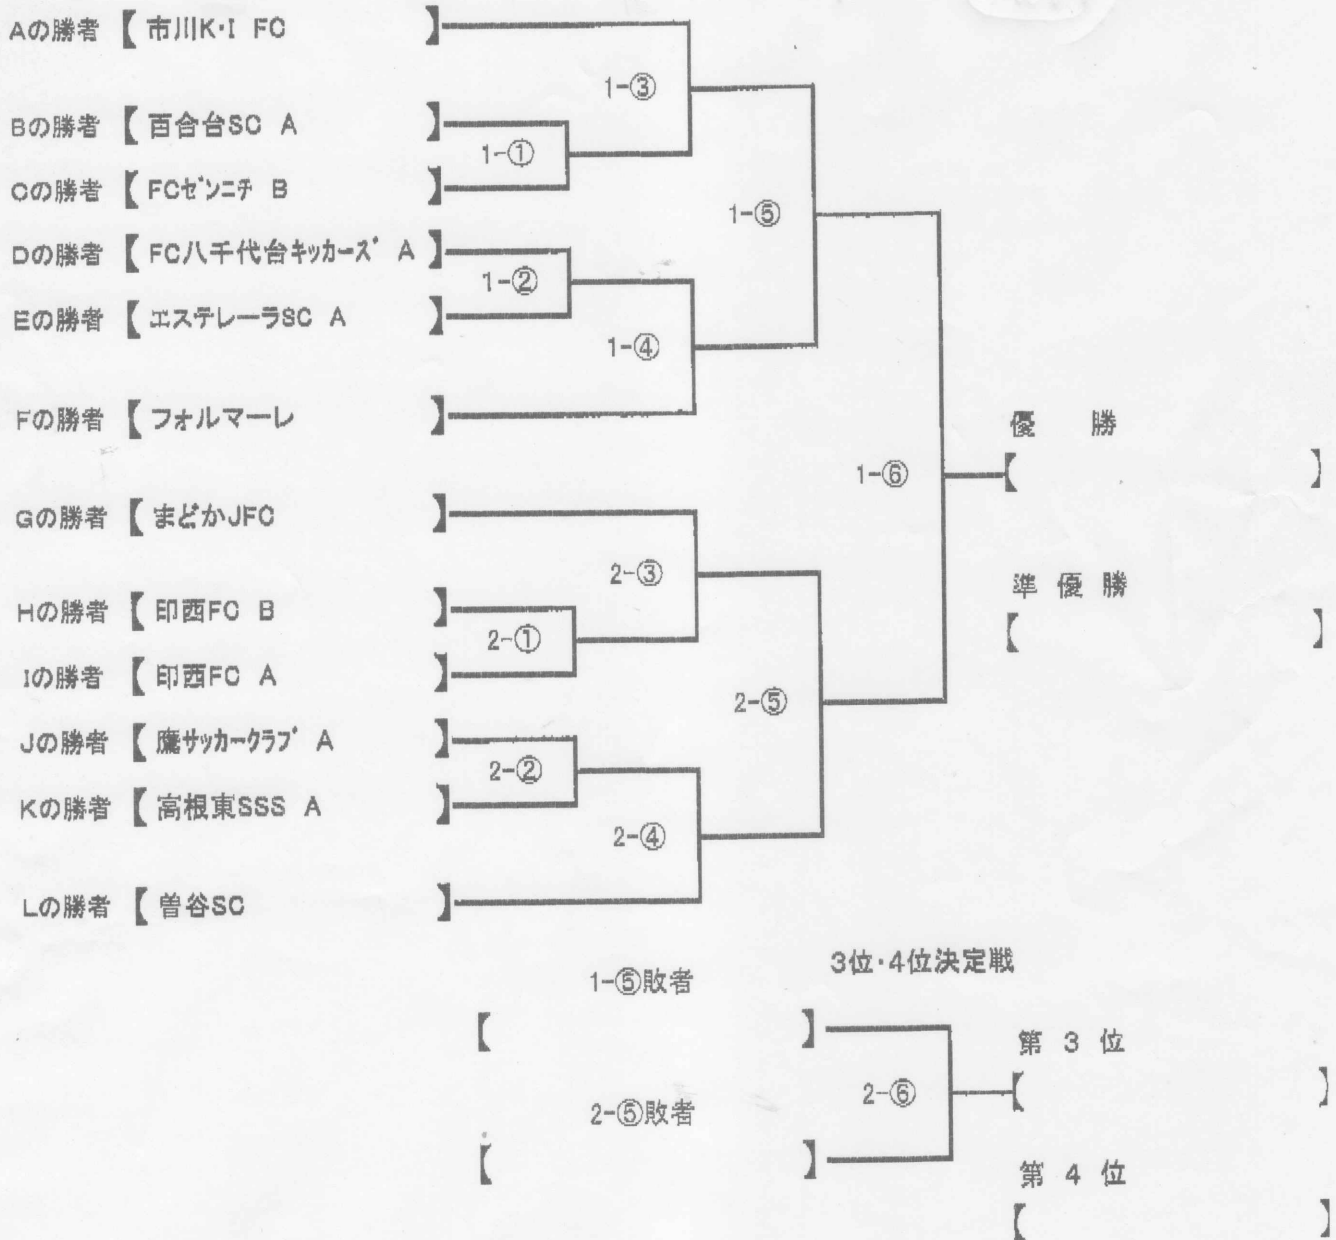 Aの勝者 【 市川K･I FC 】
1-③
Bの勝者 【 百合台SC A 】
1-①
Cの勝者 【 FCゼンニチ B 】
1-⑤
Dの勝者 【 FC八千代台キッカーズ A 】
1-②
Eの勝者 【 エステレーラSC A 】
1-④
Fの勝者 【 フォルマーレ 】
優 勝
1-⑥
【 】
Gの勝者 【 まどかJFC 】
2-③
準 優 勝
Hの勝者 【 印西FC B 】
2-①
【 】
Iの勝者 【 印西FC A 】
2-⑤
Jの勝者 【 鷹サッカークラブ A 】
2-②
Kの勝者 【 高根東SSS A 】
2-④
Lの勝者 【 曽谷SC 】
3位･4位決定戦
1-⑤敗者
【 】
第 3 位
2-⑥
【 】
2-⑤敗者
【 】
第 4 位
【 】